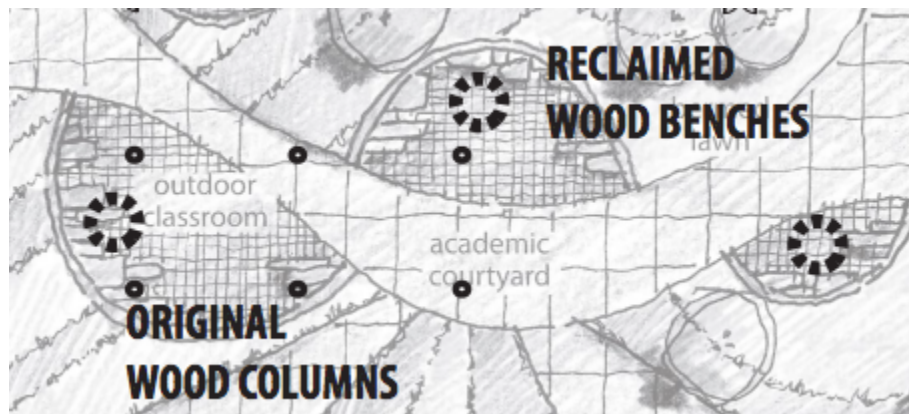 RECLAIMED
WOOD BENCHES
lawn
outdoor
classroom
academic
courtyard
ORIGINAL
WOOD COLUMNS